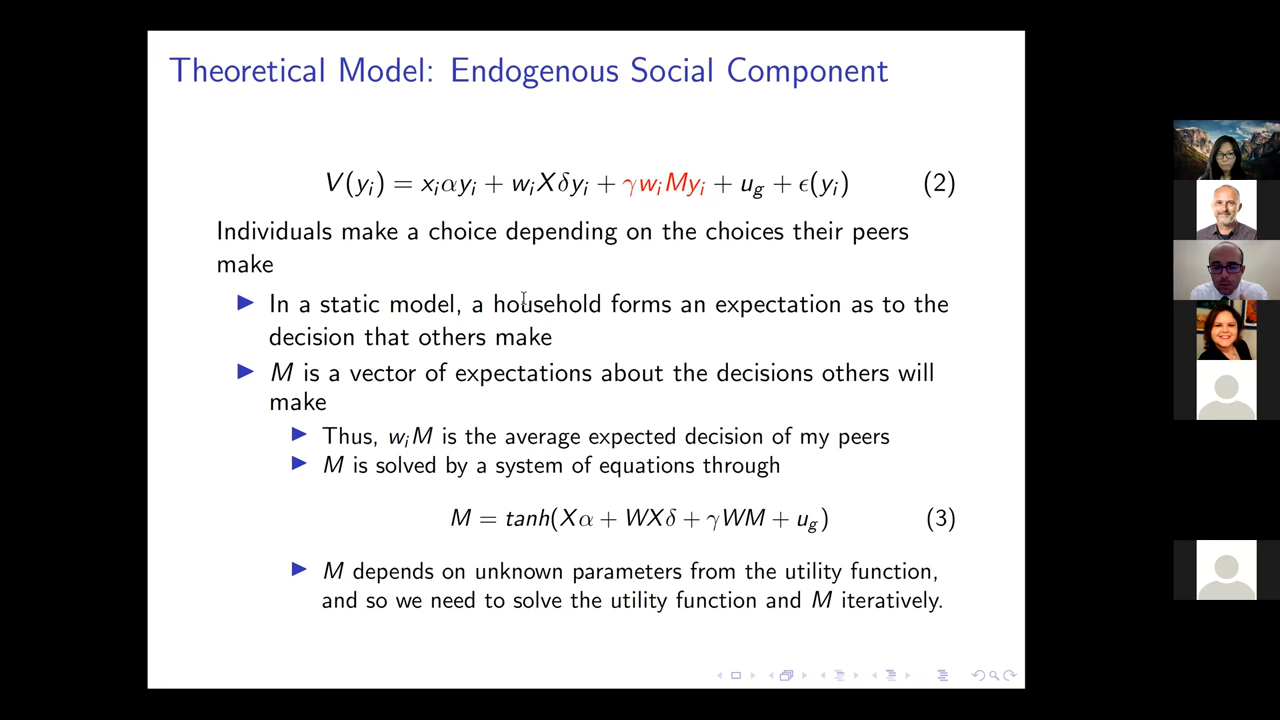 Theoretical Model: Endogenous Social Component
V(yᵢ) = xᵢαyᵢ + wᵢXδyᵢ + γwᵢMyᵢ + u_g + ϵ(yᵢ) (2)
Individuals make a choice depending on the choices their peers
make
▶ In a static model, a household forms an expectation as to the
decision that others make
▶ M is a vector of expectations about the decisions others will
make
▶ Thus, wᵢM is the average expected decision of my peers
▶ M is solved by a system of equations through
M = tanh(Xα + WXδ + γWM + u_g) (3)
▶ M depends on unknown parameters from the utility function,
and so we need to solve the utility function and M iteratively.